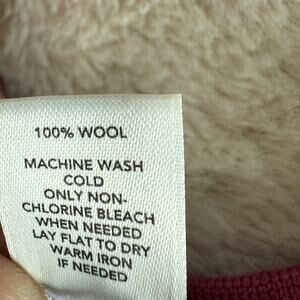 100% WOOL
MACHINE WASH
COLD
ONLY NON-
CHLORINE BLEACH
WHEN NEEDED
LAY FLAT TO DRY
WARM IRON
IF NEEDED